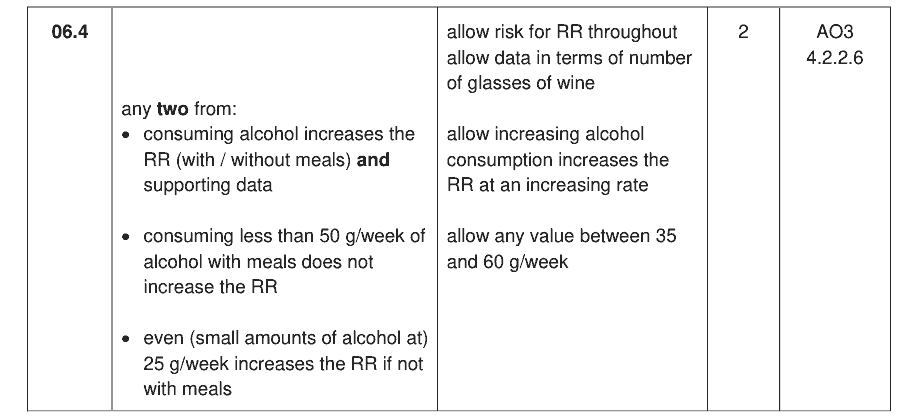 06.4
any two from:
• consuming alcohol increases the
RR (with / without meals) and
supporting data
• consuming less than 50 g/week of
alcohol with meals does not
increase the RR
• even (small amounts of alcohol at)
25 g/week increases the RR if not
with meals
allow risk for RR throughout
allow data in terms of number
of glasses of wine
allow increasing alcohol
consumption increases the
RR at an increasing rate
allow any value between 35
and 60 g/week
2
AO3
4.2.2.6